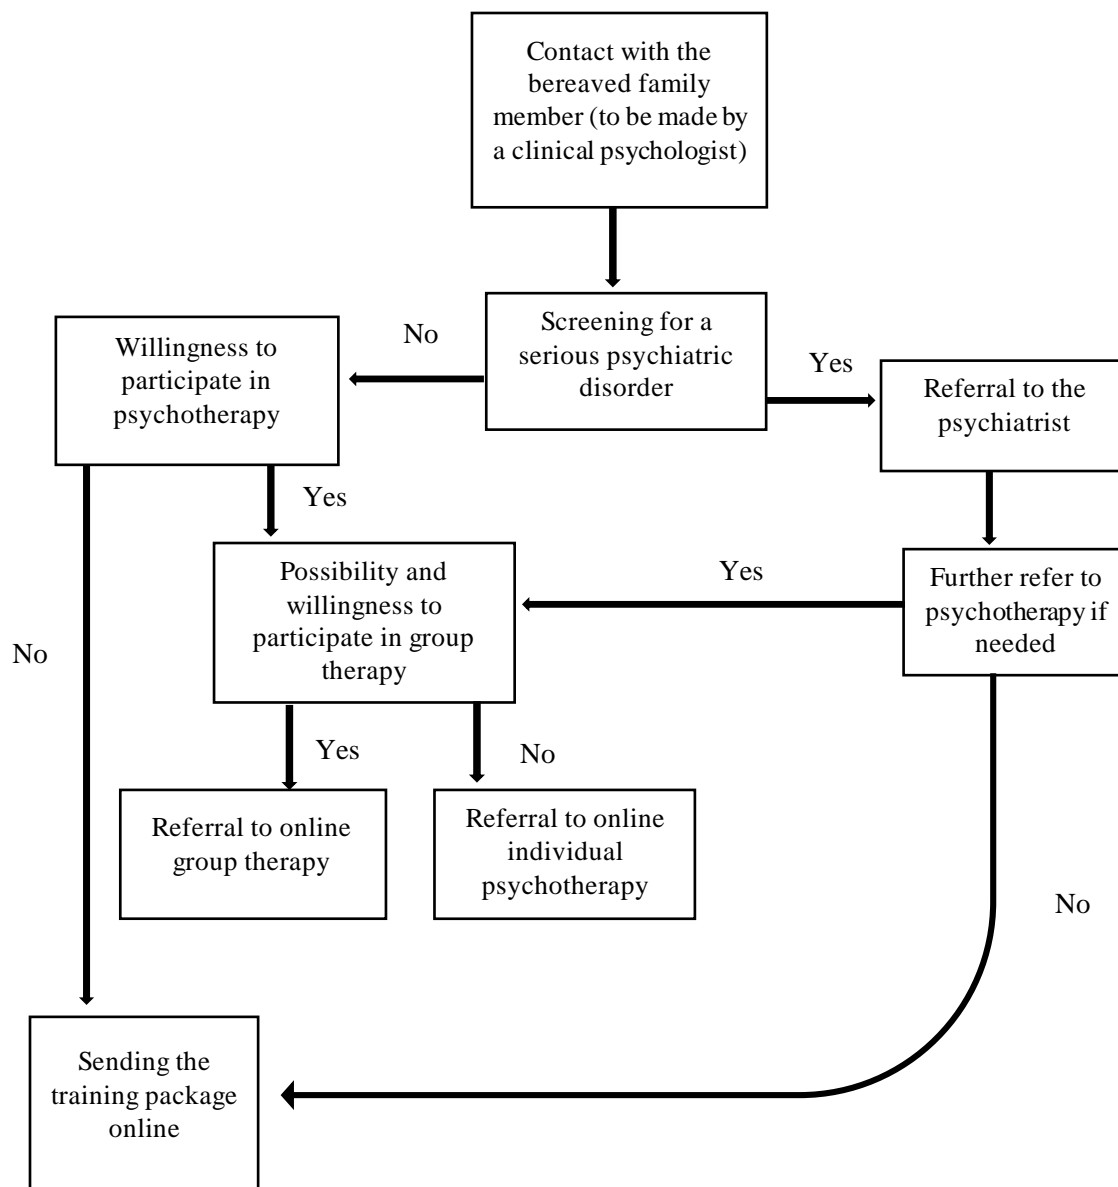 Contact with the
bereaved family
member (to be made by
a clinical psychologist)
No
Screening for a
serious psychiatric
disorder
Yes
Willingness to
participate in
psychotherapy
Referral to the
psychiatrist
Yes
Possibility and
willingness to
participate in group
therapy
Yes
Further refer to
psychotherapy if
needed
No
Yes
No
Referral to online
group therapy
Referral to online
individual
psychotherapy
No
Sending the
training package
online